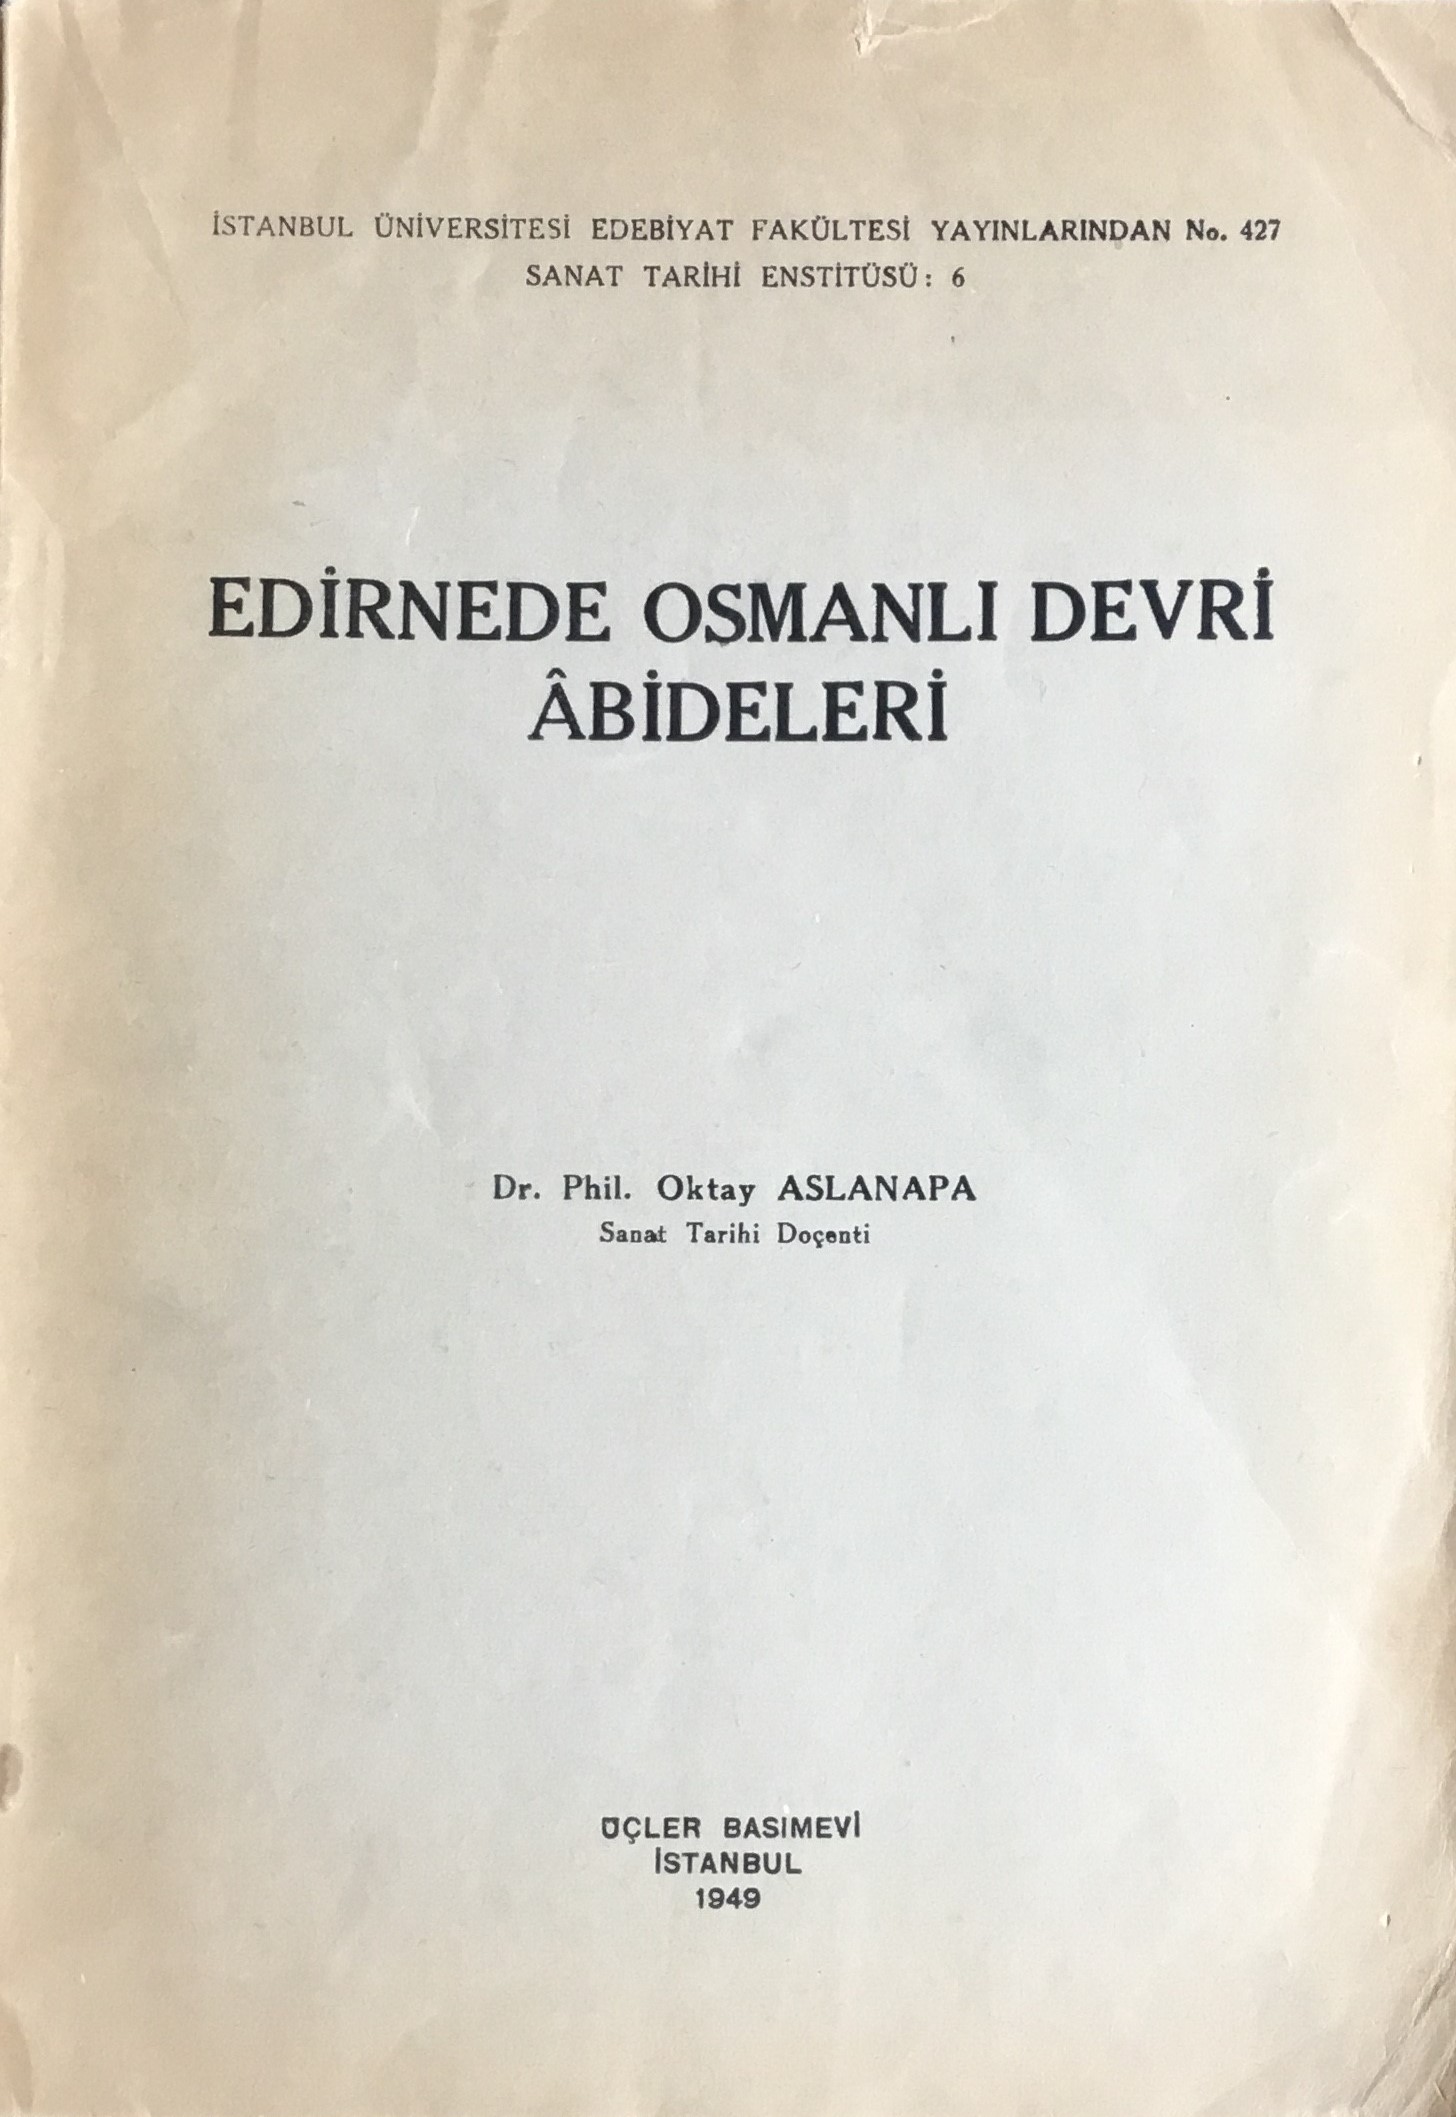 İSTANBUL ÜNİVERSİTESİ EDEBİYAT FAKÜLTESİ YAYINLARINDAN No. 427
SANAT TARİHİ ENSTİTÜSÜ: 6
EDİRNEDE OSMANLI DEVRİ
ÂBİDELERİ
Dr. Phil. Oktay ASLANAPA
Sanat Tarihi Doçenti
ÜÇLER BASIMEVİ
İSTANBUL
1949